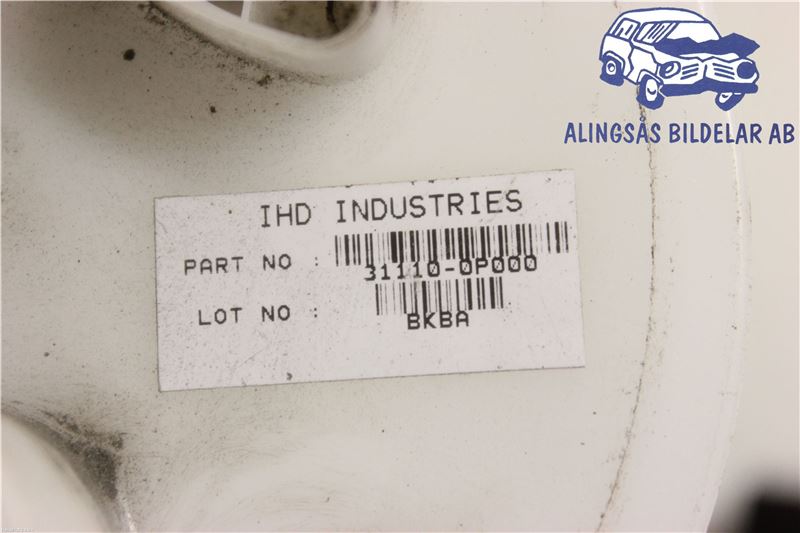 ALINGSÅS BILDELAR AB
IHD INDUSTRIES
PART NO :
31110-0P000
LOT NO :
BKBA